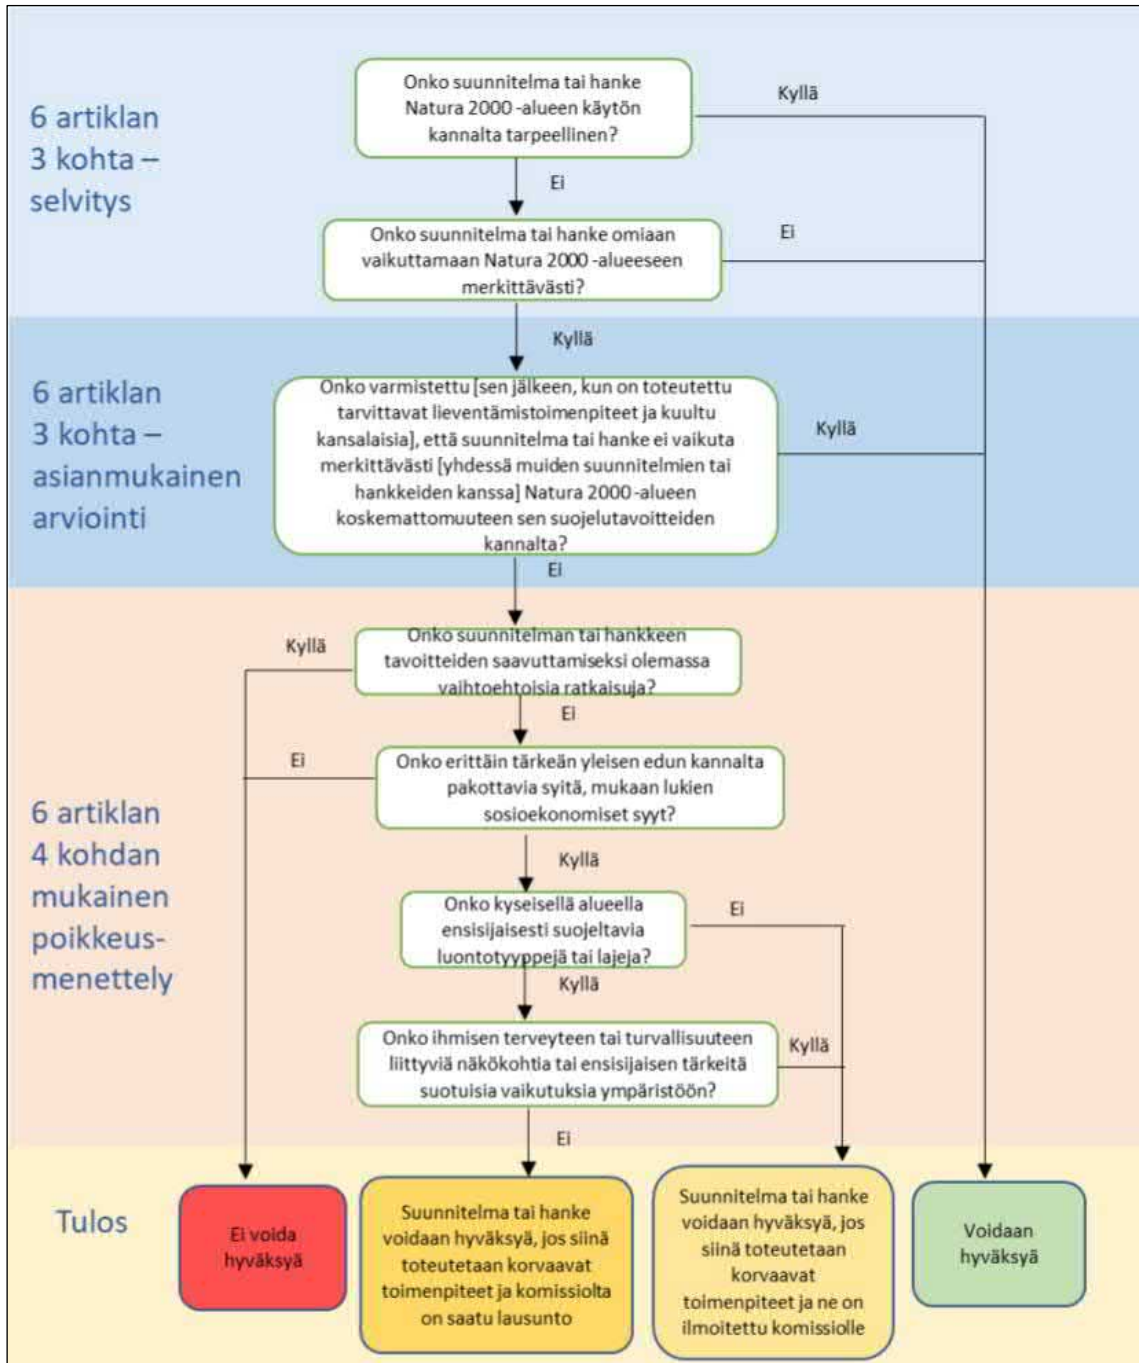 6 artiklan
3 kohta –
selvitys
Onko suunnitelma tai hanke
Natura 2000 -alueen käytön
kannalta tarpeellinen?
Kyllä
Ei
Onko suunnitelma tai hanke omiaan
vaikuttamaan Natura 2000 -alueeseen
merkittävästi?
Ei
Kyllä
6 artiklan
3 kohta –
asianmukainen
arviointi
Onko varmistettu [sen jälkeen, kun on toteutettu
tarvittavat lieventämistoimenpiteet ja kuultu
kansalaisia], että suunnitelma tai hanke ei vaikuta
merkittävästi [yhdessä muiden suunnitelmien tai
hankkeiden kanssa] Natura 2000 -alueen
koskemattomuuteen sen suojelutavoitteiden
kannalta?
Kyllä
Ei
6 artiklan
4 kohdan
mukainen
poikkeus-
menettely
Onko suunnitelman tai hankkeen
tavoitteiden saavuttamiseksi olemassa
vaihtoehtoisia ratkaisuja?
Kyllä
Ei
Onko erittäin tärkeän yleisen edun kannalta
pakottavia syitä, mukaan lukien
sosioekonomiset syyt?
Ei
Kyllä
Onko kyseisellä alueella
ensisijaisesti suojeltavia
luontotyyppejä tai lajeja?
Ei
Kyllä
Onko ihmisen terveyteen tai turvallisuuteen
liittyviä näkökohtia tai ensisijaisen tärkeitä
suotuisia vaikutuksia ympäristöön?
Kyllä
Ei
Tulos
Ei voida
hyväksyä
Suunnitelma tai hanke
voidaan hyväksyä, jos siinä
toteutetaan korvaavat
toimenpiteet ja komissiolta
on saatu lausunto
Suunnitelma tai hanke
voidaan hyväksyä, jos
siinä toteutetaan
korvaavat
toimenpiteet ja ne on
ilmoitettu komissiolle
Voidaan
hyväksyä